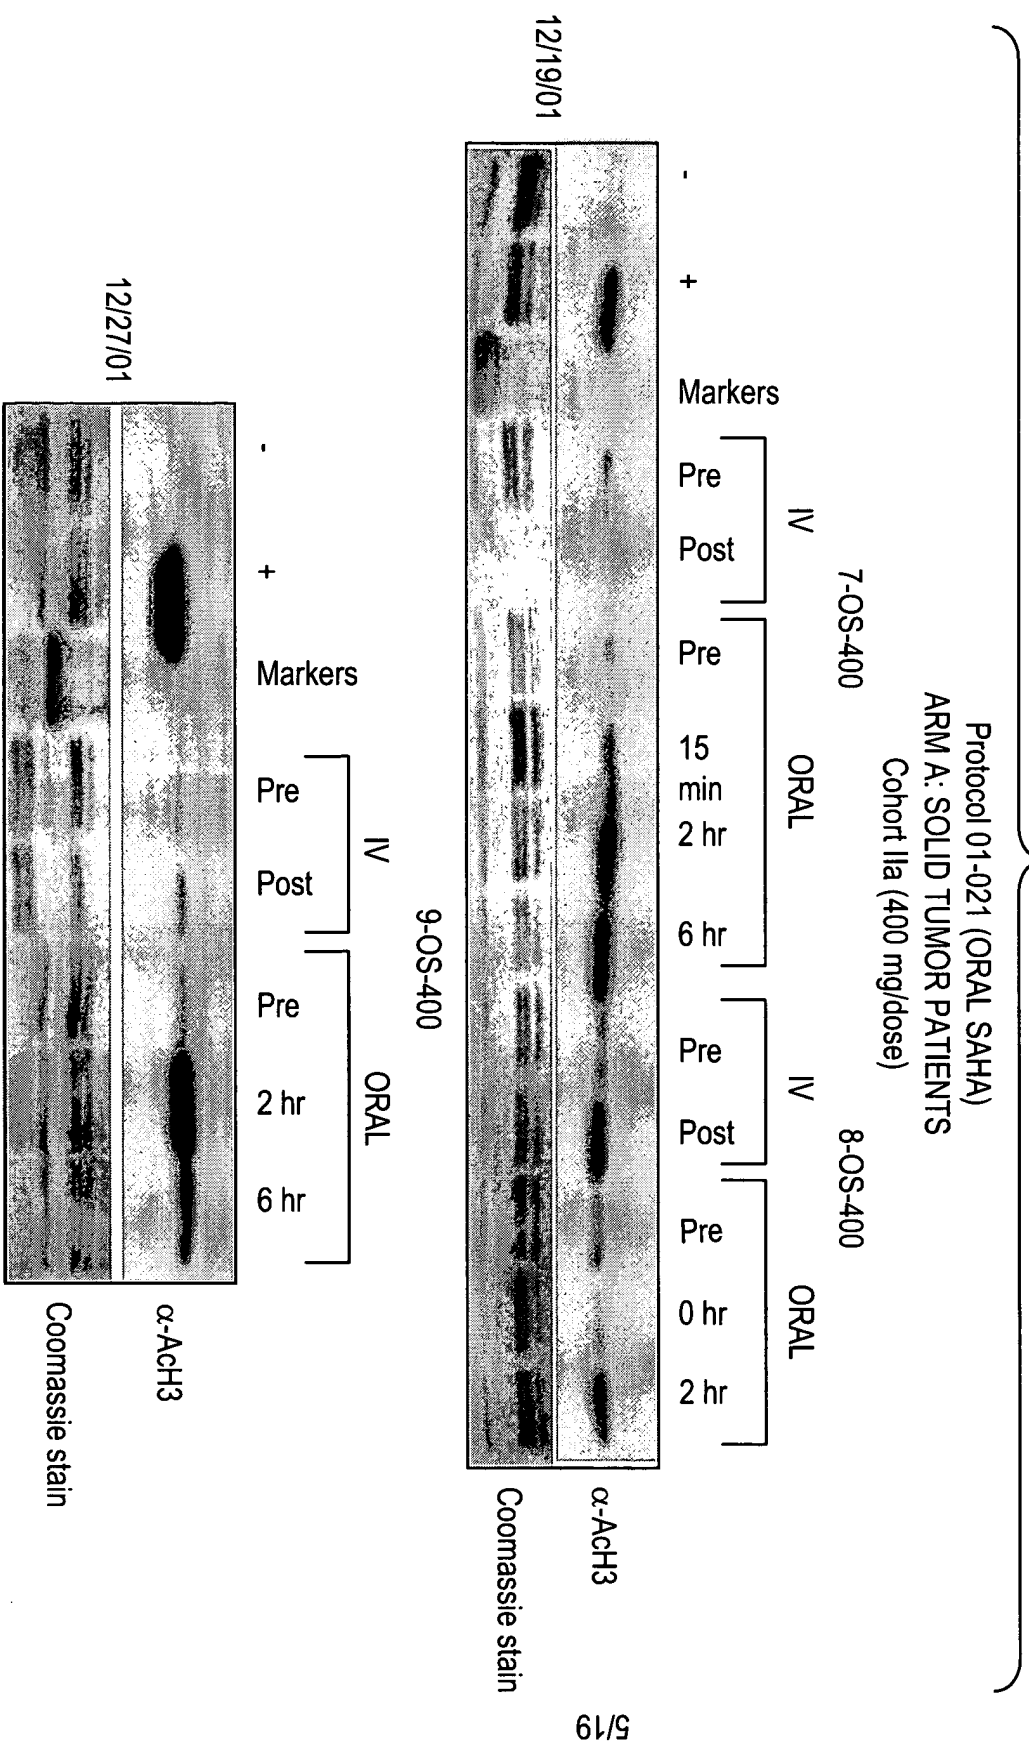 Protocol 01-021 (ORAL SAHA)
ARM A: SOLID TUMOR PATIENTS
Cohort IIa (400 mg/dose)
7-OS-400 8-OS-400
IV ORAL IV ORAL
- + Markers Pre Post Pre 15 min 2 hr 6 hr Pre Post Pre 0 hr 2 hr
12/19/01
α-AcH3
Coomassie stain
9-OS-400
IV ORAL
- + Markers Pre Post Pre 2 hr 6 hr
12/27/01
α-AcH3
Coomassie stain
5/19